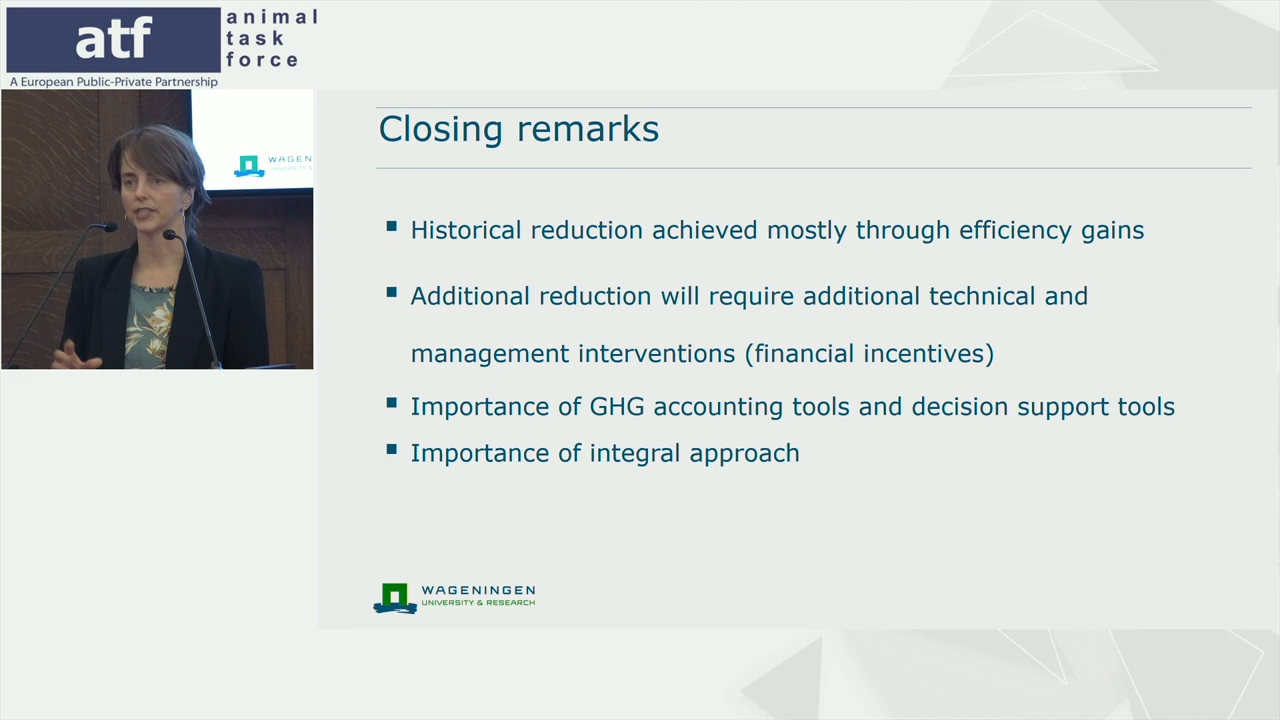 atf
animal
task
force
A European Public-Private Partnership
WAGEN
Closing remarks
Historical reduction achieved mostly through efficiency gains
Additional reduction will require additional technical and
management interventions (financial incentives)
Importance of GHG accounting tools and decision support tools
Importance of integral approach
WAGENINGEN
UNIVERSITY & RESEARCH